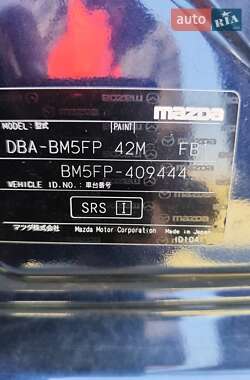 AUTO RIA
mazda
MODEL: 型式 PAINT
DBA-BM5FP 42M FB
BM5FP-409444
VEHICLE ID.NO.: 車台番号
SRS I
マツダ株式会社 Mazda Motor Corporation Made in Japan